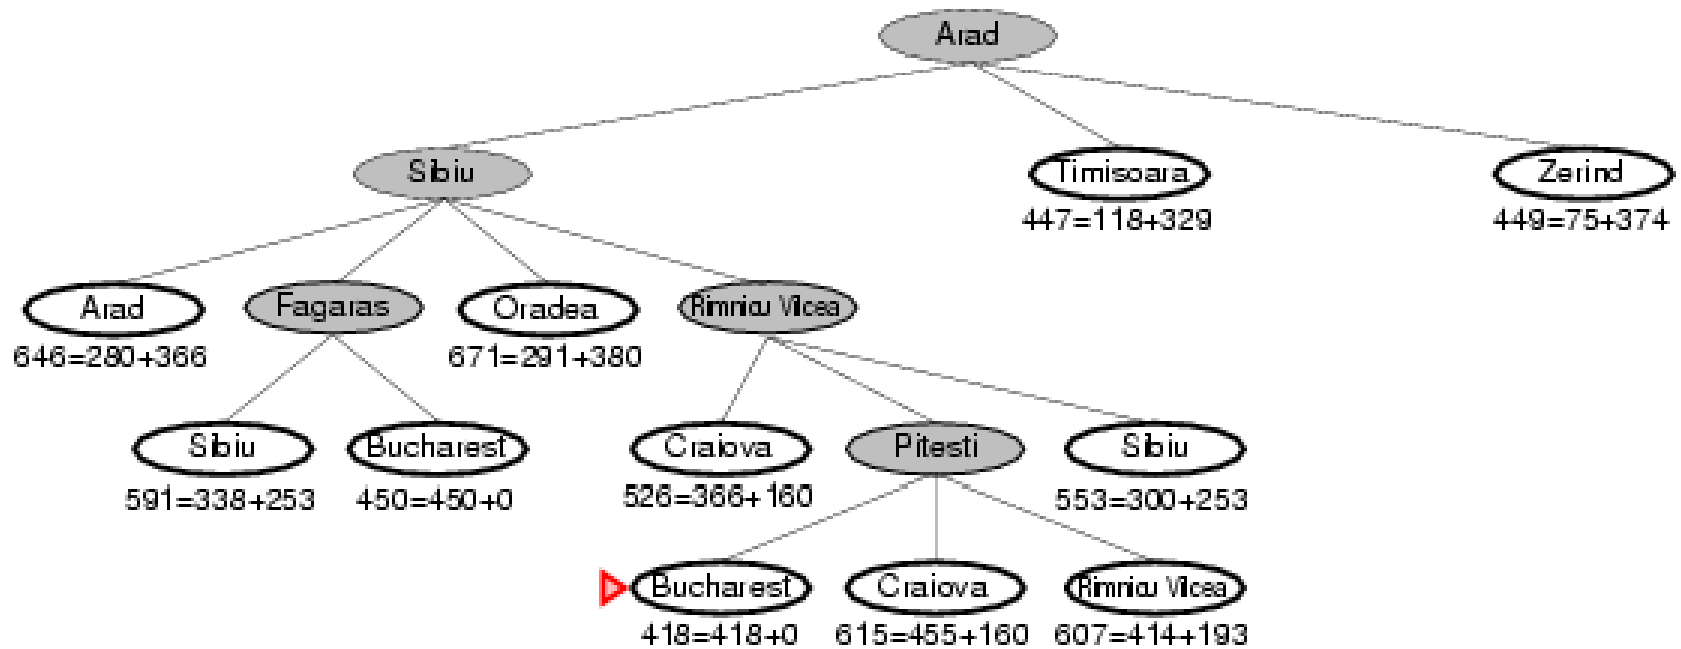 Arad
Sibiu
Timisoara
Zerind
447=118+329
449=75+374
Arad
Fagaras
Oradea
Rimnicu Vilcea
646=280+366
671=291+380
Sibiu
Bucharest
Craiova
Pitesti
Sibiu
591=338+253
450=450+0
526=366+160
553=300+253
Bucharest
Craiova
Rimnicu Vilcea
418=418+0
615=455+160
607=414+193